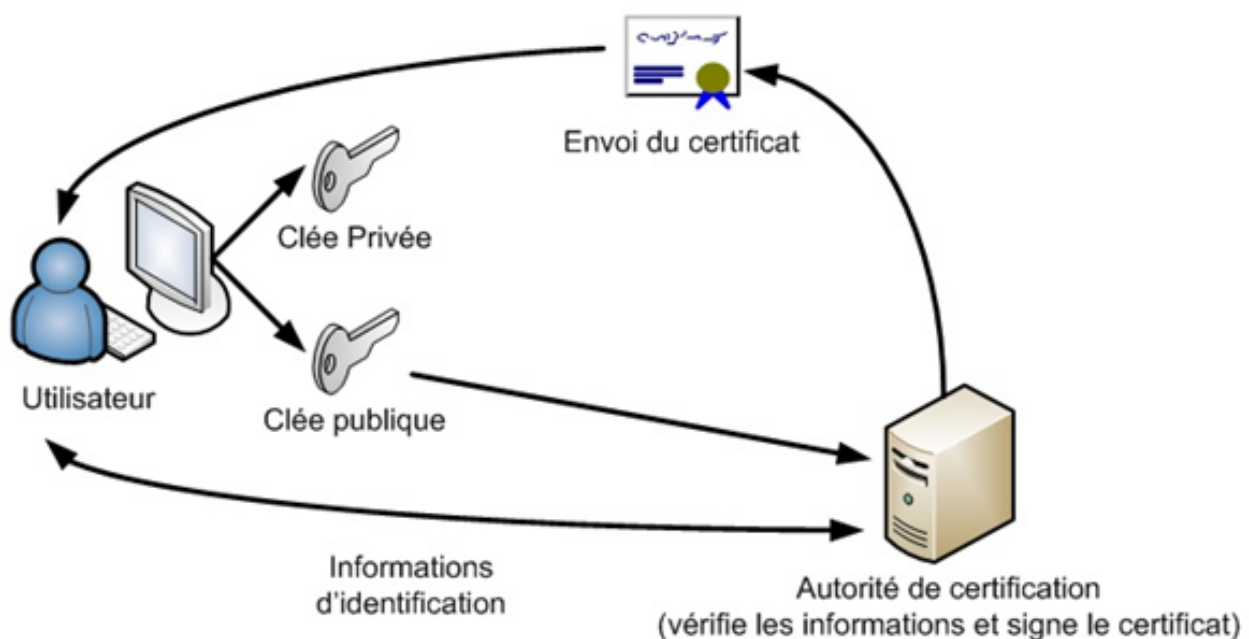 Envoi du certificat
Clée Privée
Utilisateur
Clée publique
Informations
d'identification
Autorité de certification
(vérifie les informations et signe le certificat)